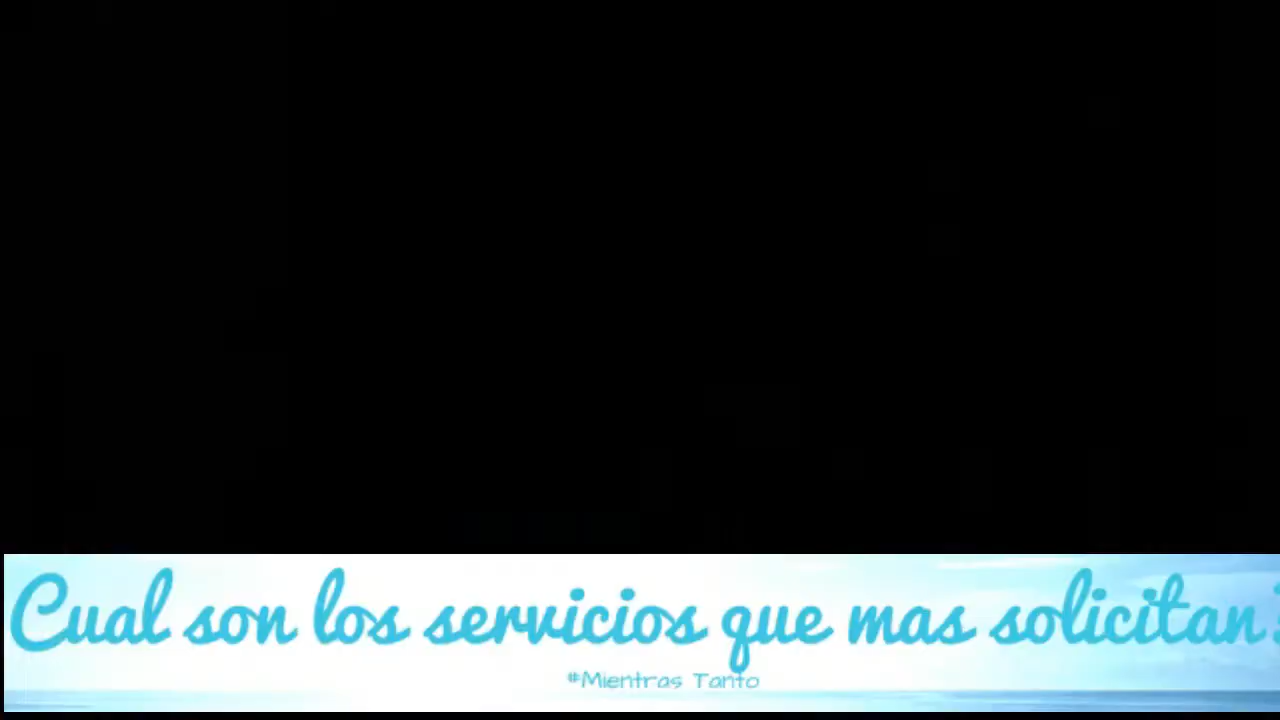 Cual son los servicios que mas solicitan?
#Mientras Tanto